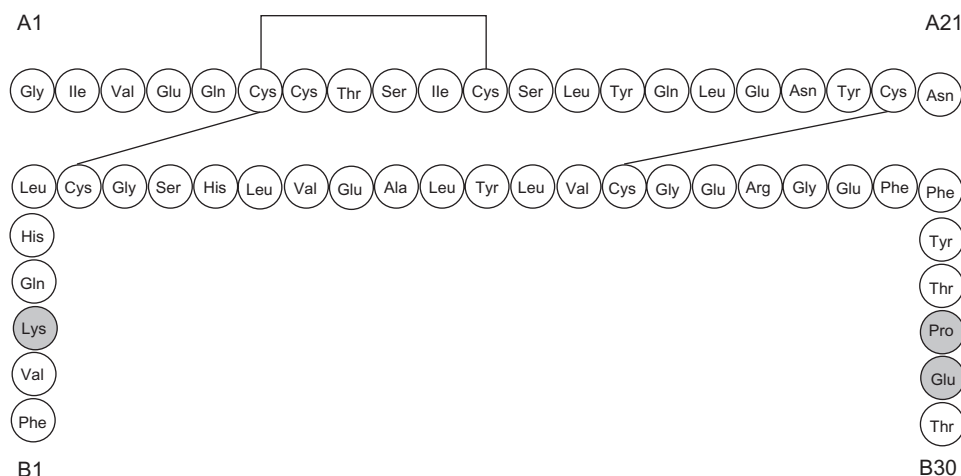 A1 A21
Gly Ile Val Glu Gln Cys Cys Thr Ser Ile Cys Ser Leu Tyr Gln Leu Glu Asn Tyr Cys Asn
Leu Cys Gly Ser His Leu Val Glu Ala Leu Tyr Leu Val Cys Gly Glu Arg Gly Glu Phe Phe
His Tyr
Gln Thr
Lys Pro
Val Glu
Phe Thr
B1 B30